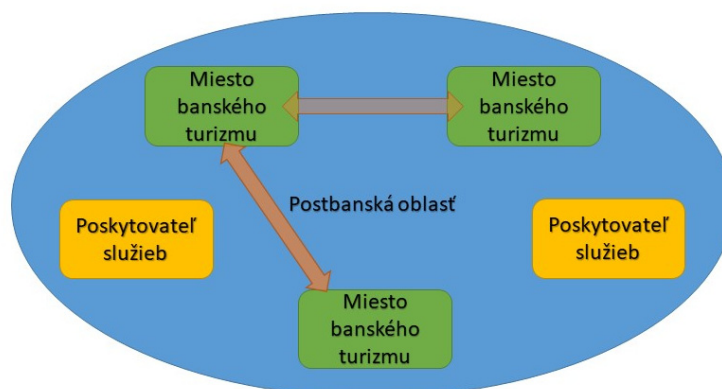 Miesto
banského
turizmu
Miesto
banského
turizmu
Postbanská oblasť
Poskytovateľ
služieb
Poskytovateľ
služieb
Miesto
banského
turizmu